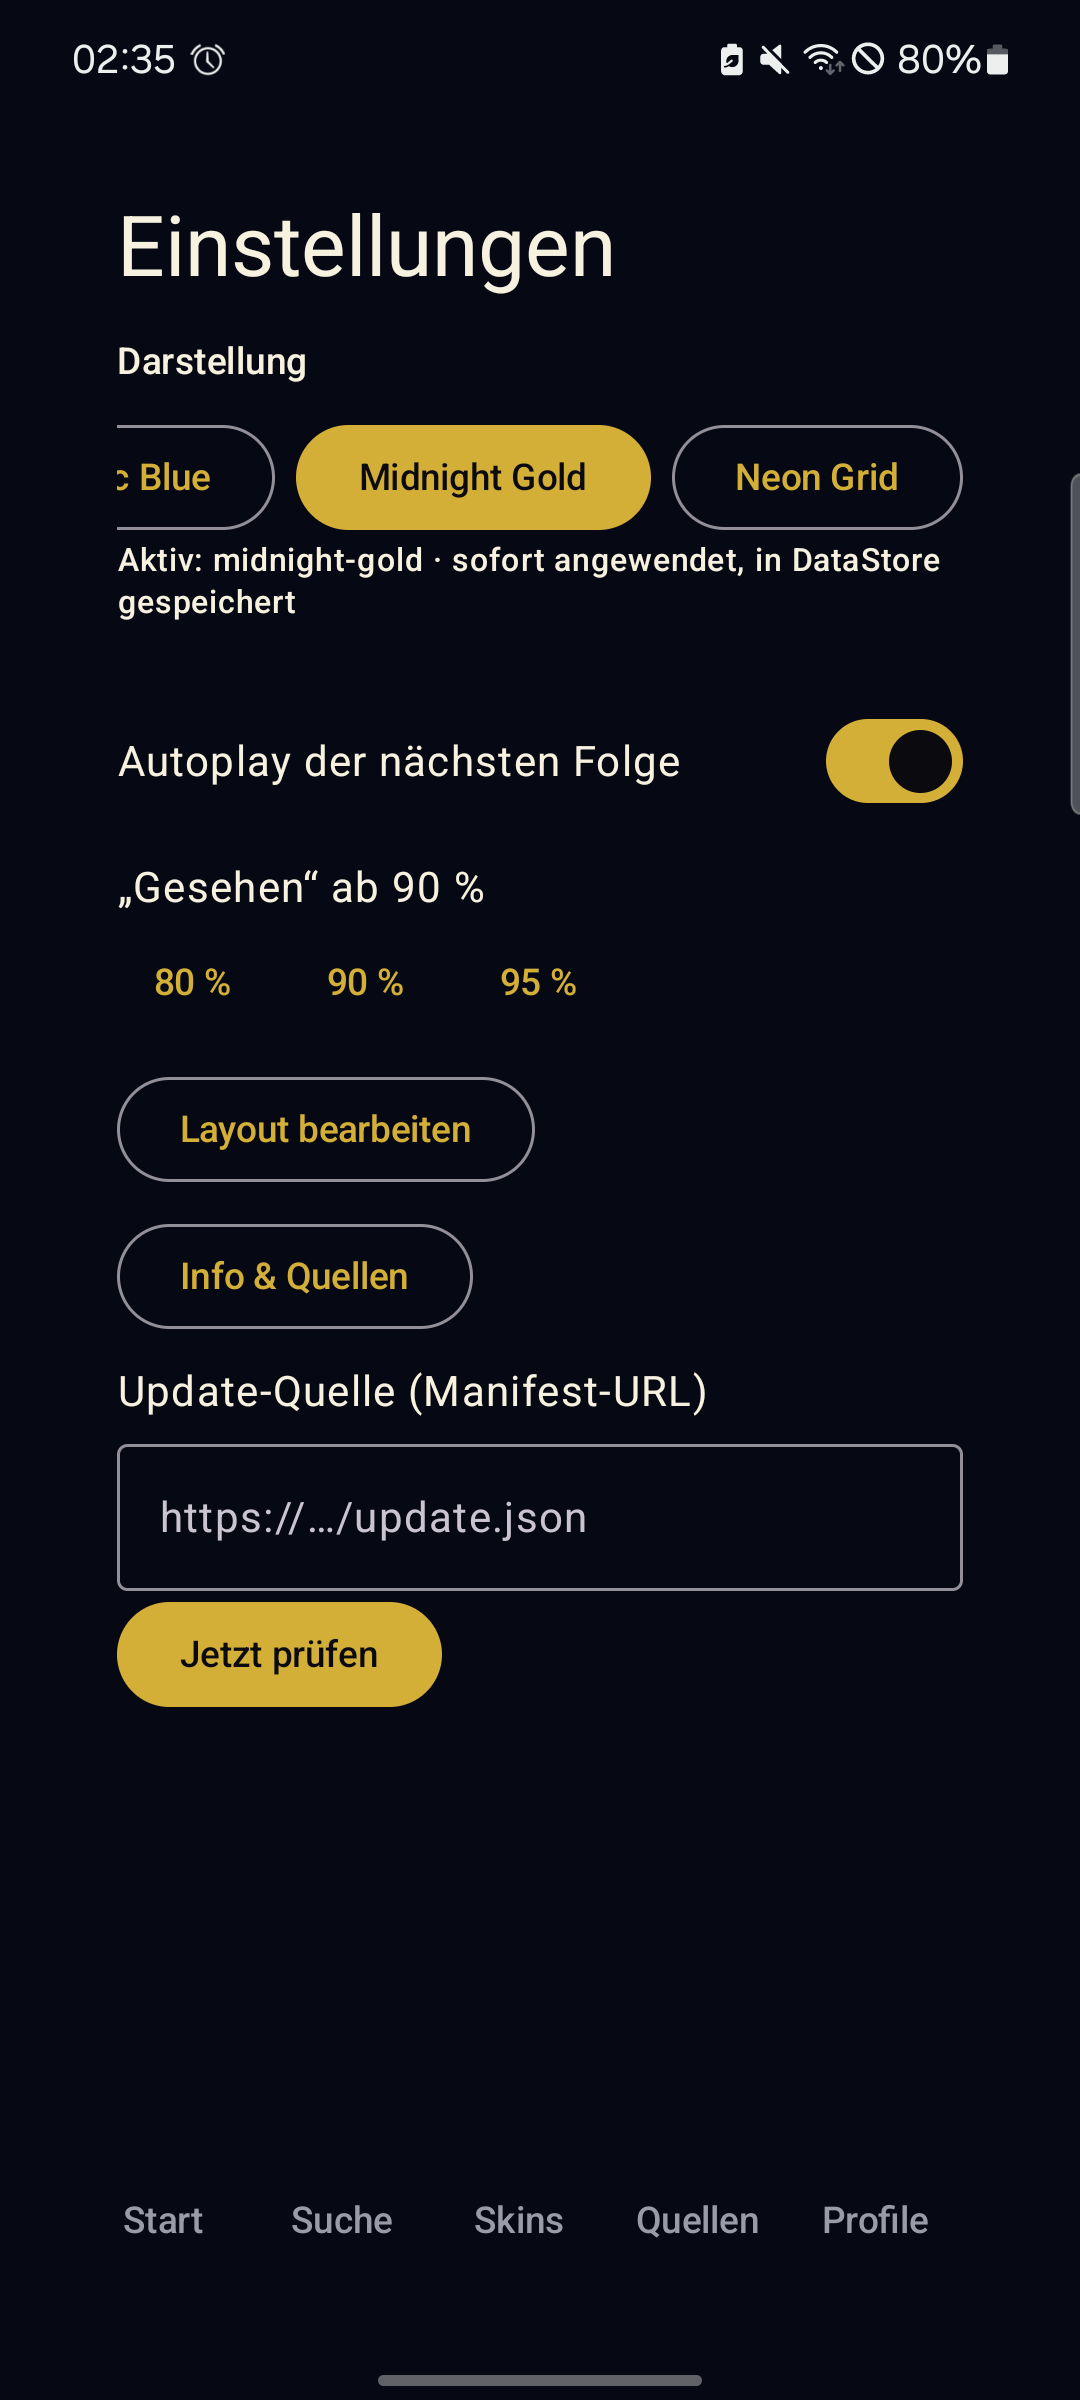 02:35
80%
Einstellungen
Darstellung
c Blue
Midnight Gold
Neon Grid
Aktiv: midnight-gold · sofort angewendet, in DataStore
gespeichert
Autoplay der nächsten Folge
„Gesehen“ ab 90 %
80 %
90 %
95 %
Layout bearbeiten
Info & Quellen
Update-Quelle (Manifest-URL)
https://…/update.json
Jetzt prüfen
Start
Suche
Skins
Quellen
Profile